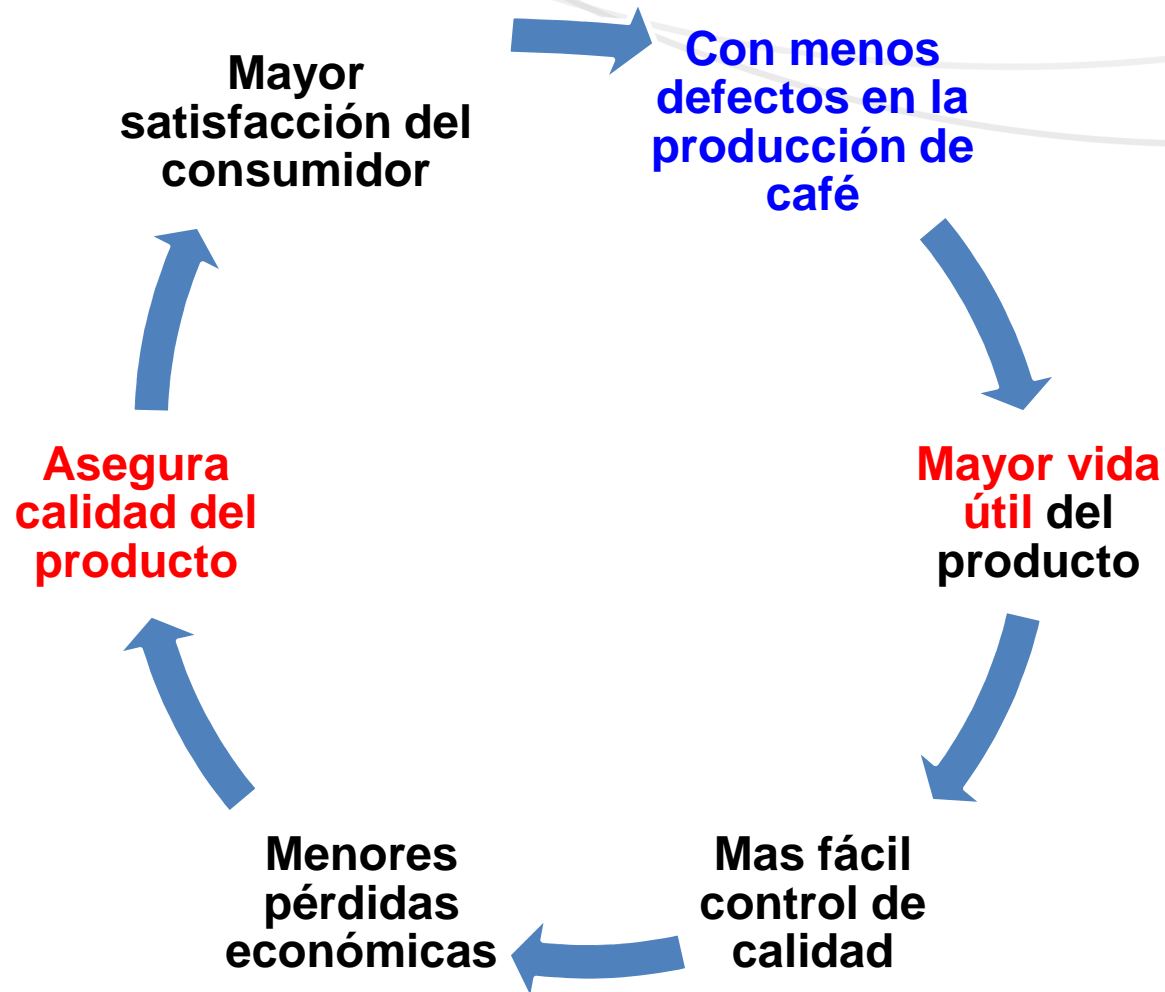 Mayor
satisfacción del
consumidor
Con menos
defectos en la
producción de
café
Mayor vida
útil del
producto
Mas fácil
control de
calidad
Menores
pérdidas
económicas
Asegura
calidad del
producto